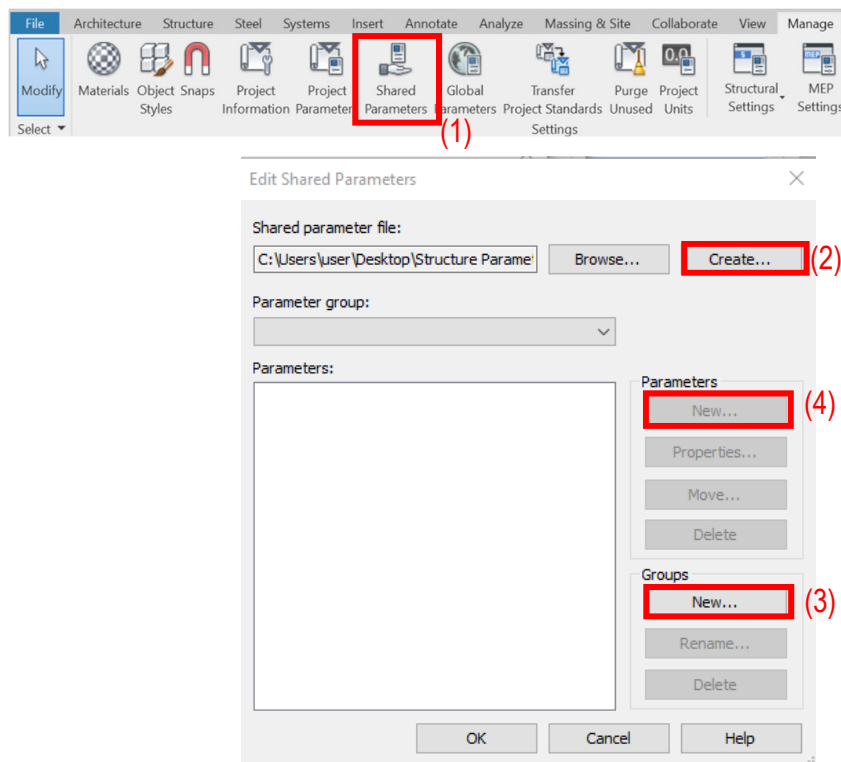 File Architecture Structure Steel Systems Insert Annotate Analyze Massing & Site Collaborate View Manage
Modify Materials Object Snaps Project Project Shared Global Transfer Purge Project Structural MEP
Styles Information Parameter Parameters Parameters Project Standards Unused Units Settings Settings
Select Settings
(1)
Edit Shared Parameters
Shared parameter file:
C:\Users\user\Desktop\Structure Paramet Browse... Create... (2)
Parameter group:
Parameters:
Parameters
New... (4)
Properties...
Move...
Delete
Groups
New... (3)
Rename...
Delete
OK Cancel Help